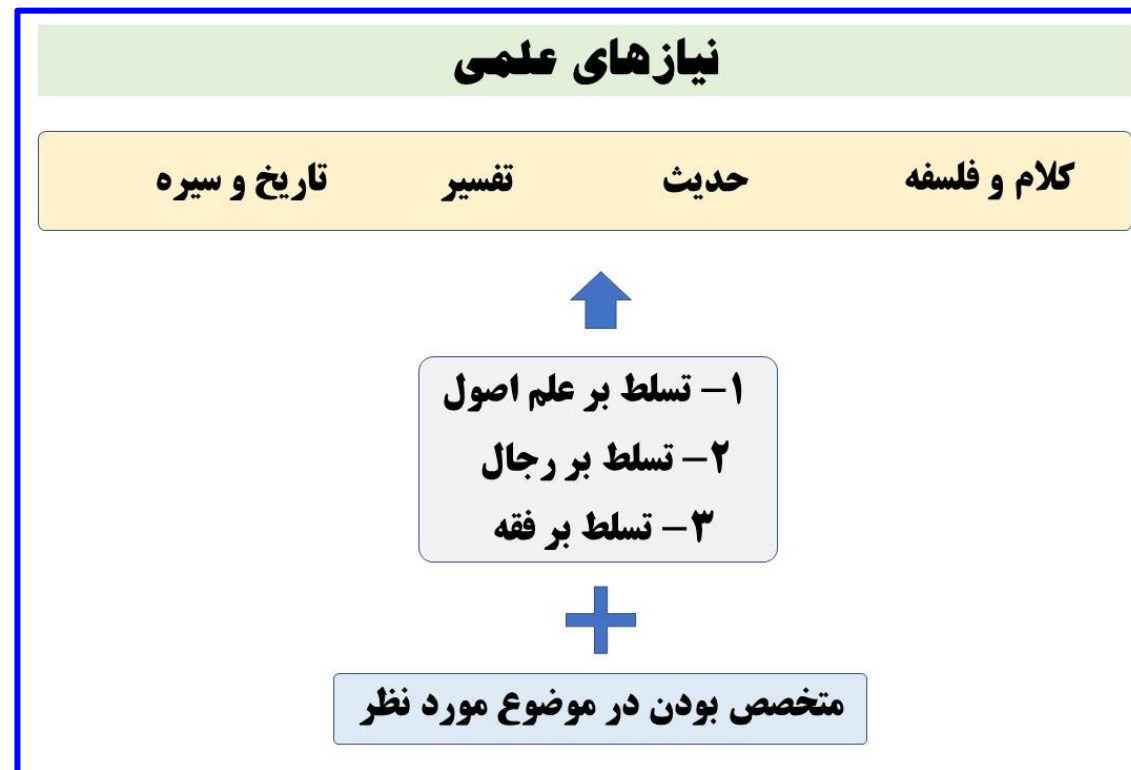 نیازهای علمی
کلام و فلسفه حدیث تفسیر تاریخ و سیره
۱- تسلط بر علم اصول
۲- تسلط بر رجال
۳- تسلط بر فقه
متخصص بودن در موضوع مورد نظر